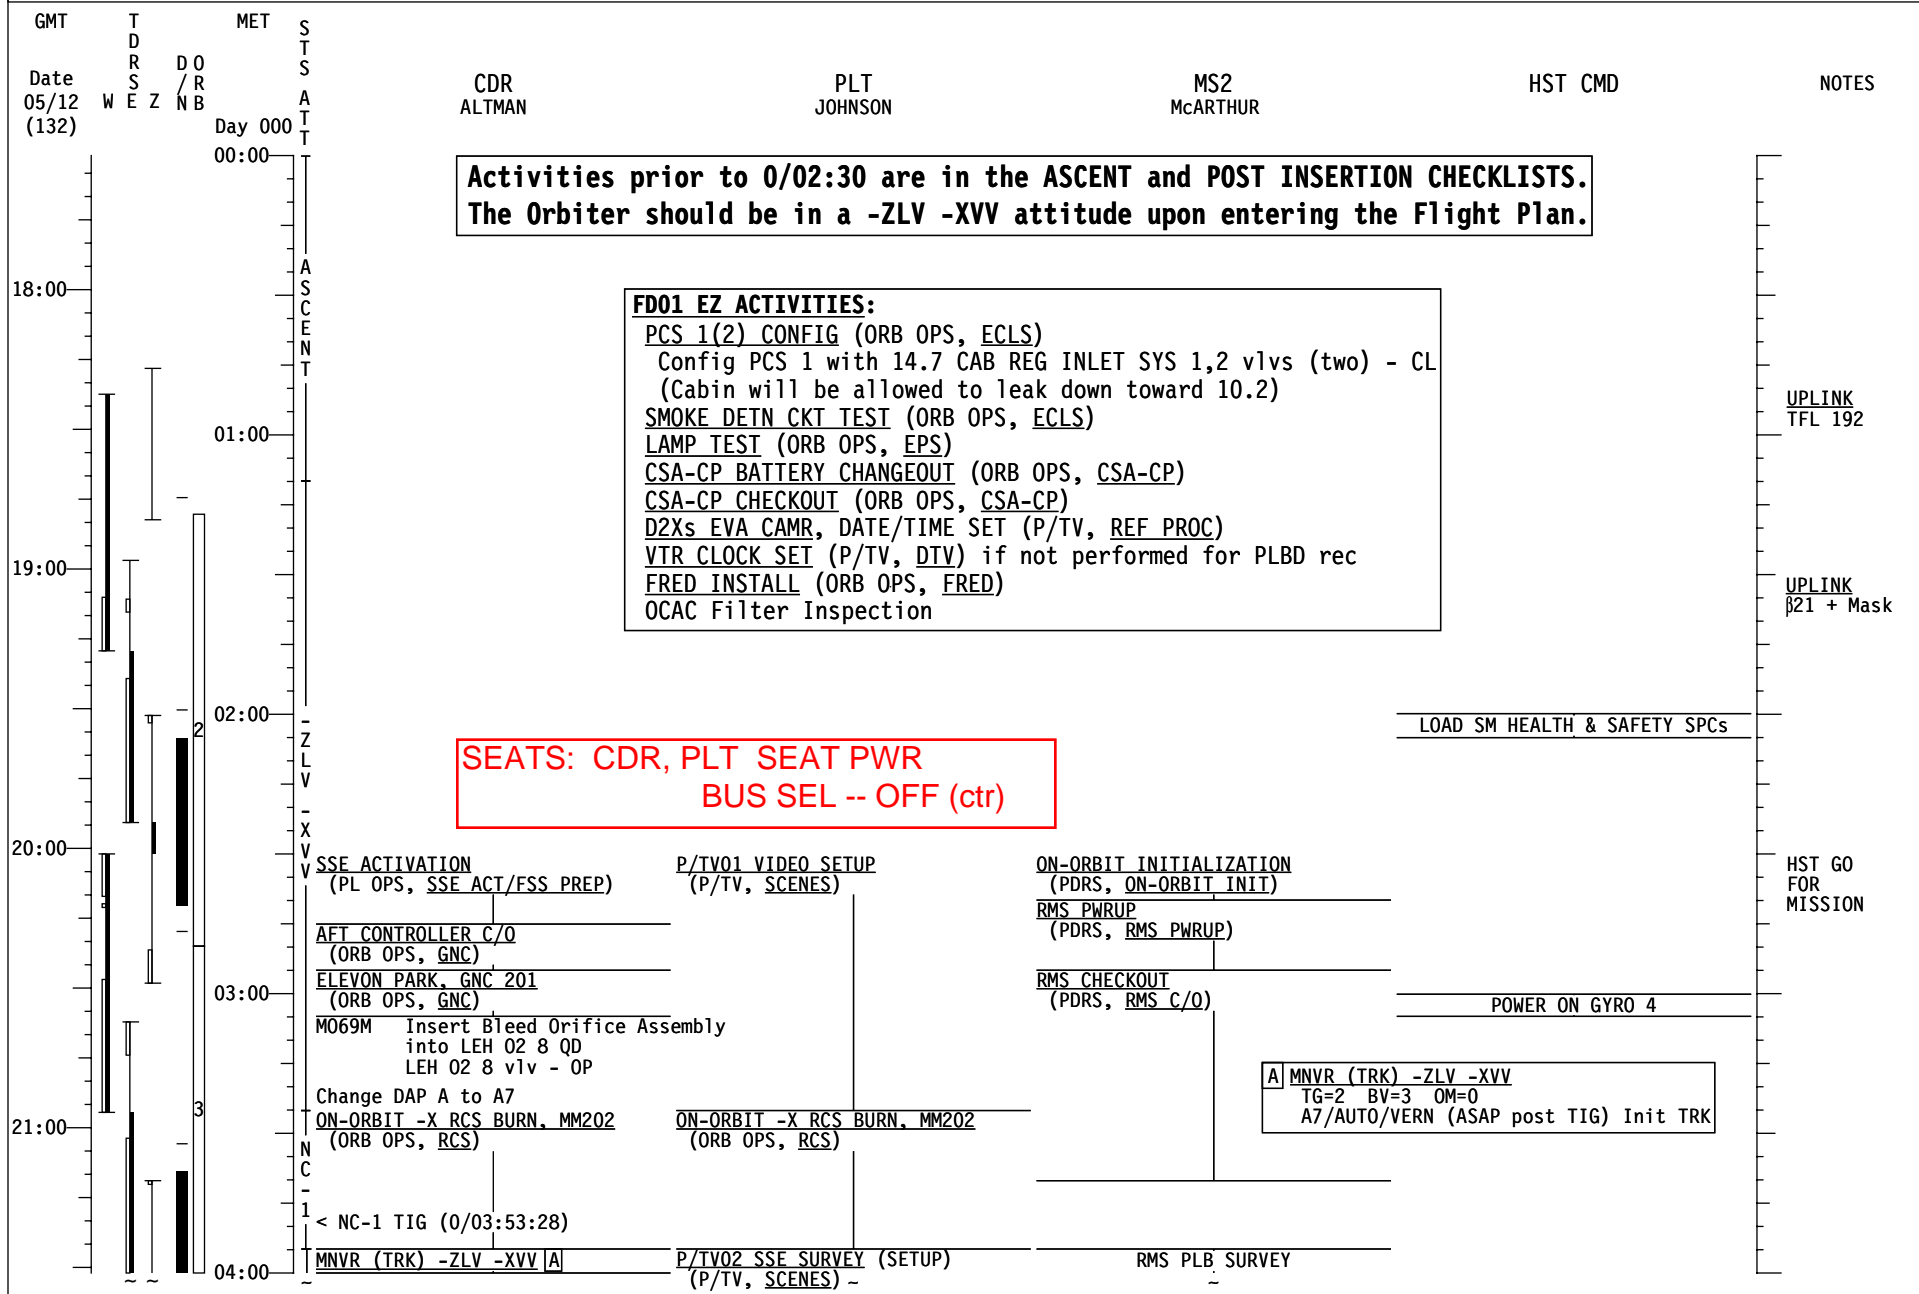 GMT
TDRS
MET
STS ATT
D/N
ORB
Date
05/12
(132)
W E Z
Day 000
CDR
ALTMAN
PLT
JOHNSON
MS2
McARTHUR
HST CMD
NOTES
00:00
Activities prior to 0/02:30 are in the ASCENT and POST INSERTION CHECKLISTS.
The Orbiter should be in a -ZLV -XVV attitude upon entering the Flight Plan.
ASCENT
18:00
FD01 EZ ACTIVITIES:
PCS 1(2) CONFIG (ORB OPS, ECLS)
Config PCS 1 with 14.7 CAB REG INLET SYS 1,2 vlvs (two) - CL
(Cabin will be allowed to leak down toward 10.2)
SMOKE DETN CKT TEST (ORB OPS, ECLS)
LAMP TEST (ORB OPS, EPS)
CSA-CP BATTERY CHANGEOUT (ORB OPS, CSA-CP)
CSA-CP CHECKOUT (ORB OPS, CSA-CP)
D2Xs EVA CAMR, DATE/TIME SET (P/TV, REF PROC)
VTR CLOCK SET (P/TV, DTV) if not performed for PLBD rec
FRED INSTALL (ORB OPS, FRED)
OCAC Filter Inspection
UPLINK
TFL 192
01:00
19:00
UPLINK
β21 + Mask
02:00
2
-ZLV -XVV
LOAD SM HEALTH & SAFETY SPCs
SEATS: CDR, PLT SEAT PWR
BUS SEL -- OFF (ctr)
20:00
SSE ACTIVATION
(PL OPS, SSE ACT/FSS PREP)
P/TV01 VIDEO SETUP
(P/TV, SCENES)
ON-ORBIT INITIALIZATION
(PDRS, ON-ORBIT INIT)
HST GO
FOR
MISSION
RMS PWRUP
(PDRS, RMS PWRUP)
AFT CONTROLLER C/O
(ORB OPS, GNC)
03:00
ELEVON PARK, GNC 201
(ORB OPS, GNC)
RMS CHECKOUT
(PDRS, RMS C/O)
POWER ON GYRO 4
MO69M Insert Bleed Orifice Assembly
into LEH O2 8 QD
LEH O2 8 vlv - OP
A MNVR (TRK) -ZLV -XVV
TG=2 BV=3 OM=0
A7/AUTO/VERN (ASAP post TIG) Init TRK
Change DAP A to A7
3
21:00
ON-ORBIT -X RCS BURN, MM202
(ORB OPS, RCS)
ON-ORBIT -X RCS BURN, MM202
(ORB OPS, RCS)
NC-1
< NC-1 TIG (0/03:53:28)
04:00
MNVR (TRK) -ZLV -XVV A
P/TV02 SSE SURVEY (SETUP)
(P/TV, SCENES) ~
RMS PLB SURVEY
~ ~ ~ ~